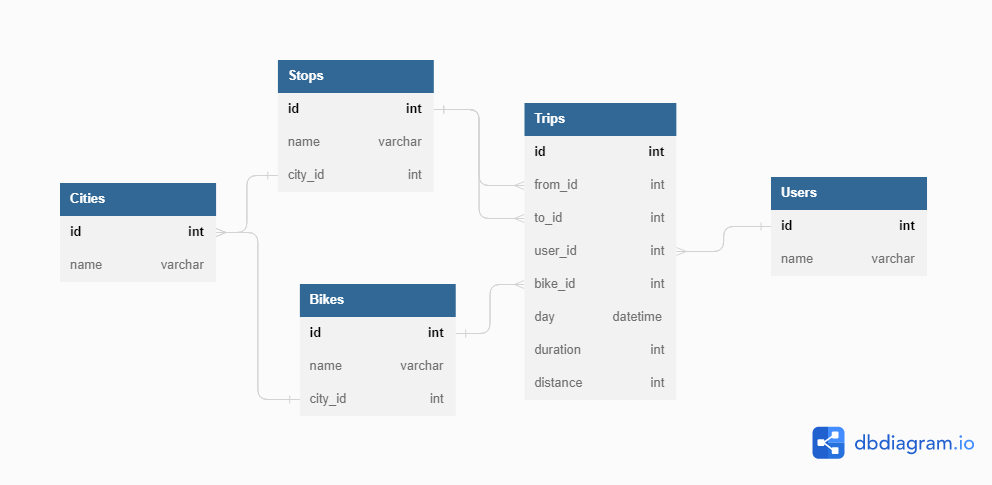 Stops
id int
name varchar
city_id int
Cities
id int
name varchar
Bikes
id int
name varchar
city_id int
Trips
id int
from_id int
to_id int
user_id int
bike_id int
day datetime
duration int
distance int
Users
id int
name varchar
dbdiagram.io